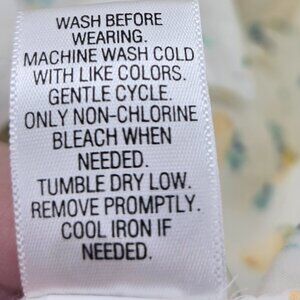 WASH BEFORE
WEARING.
MACHINE WASH COLD
WITH LIKE COLORS.
GENTLE CYCLE.
ONLY NON-CHLORINE
BLEACH WHEN
NEEDED.
TUMBLE DRY LOW.
REMOVE PROMPTLY.
COOL IRON IF
NEEDED.